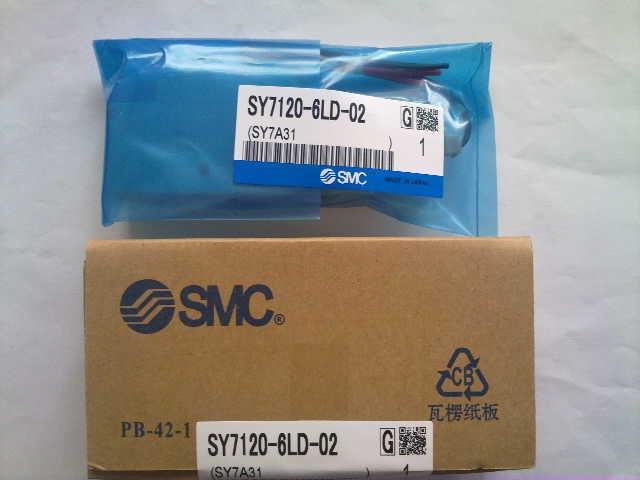 SY7120-6LD-02
G
(SY7A31 )
1
SMC
MADE IN JAPAN
SMC®
CB
瓦楞纸板
PB-42-1
SY7120-6LD-02
G
(SY7A31 )
1